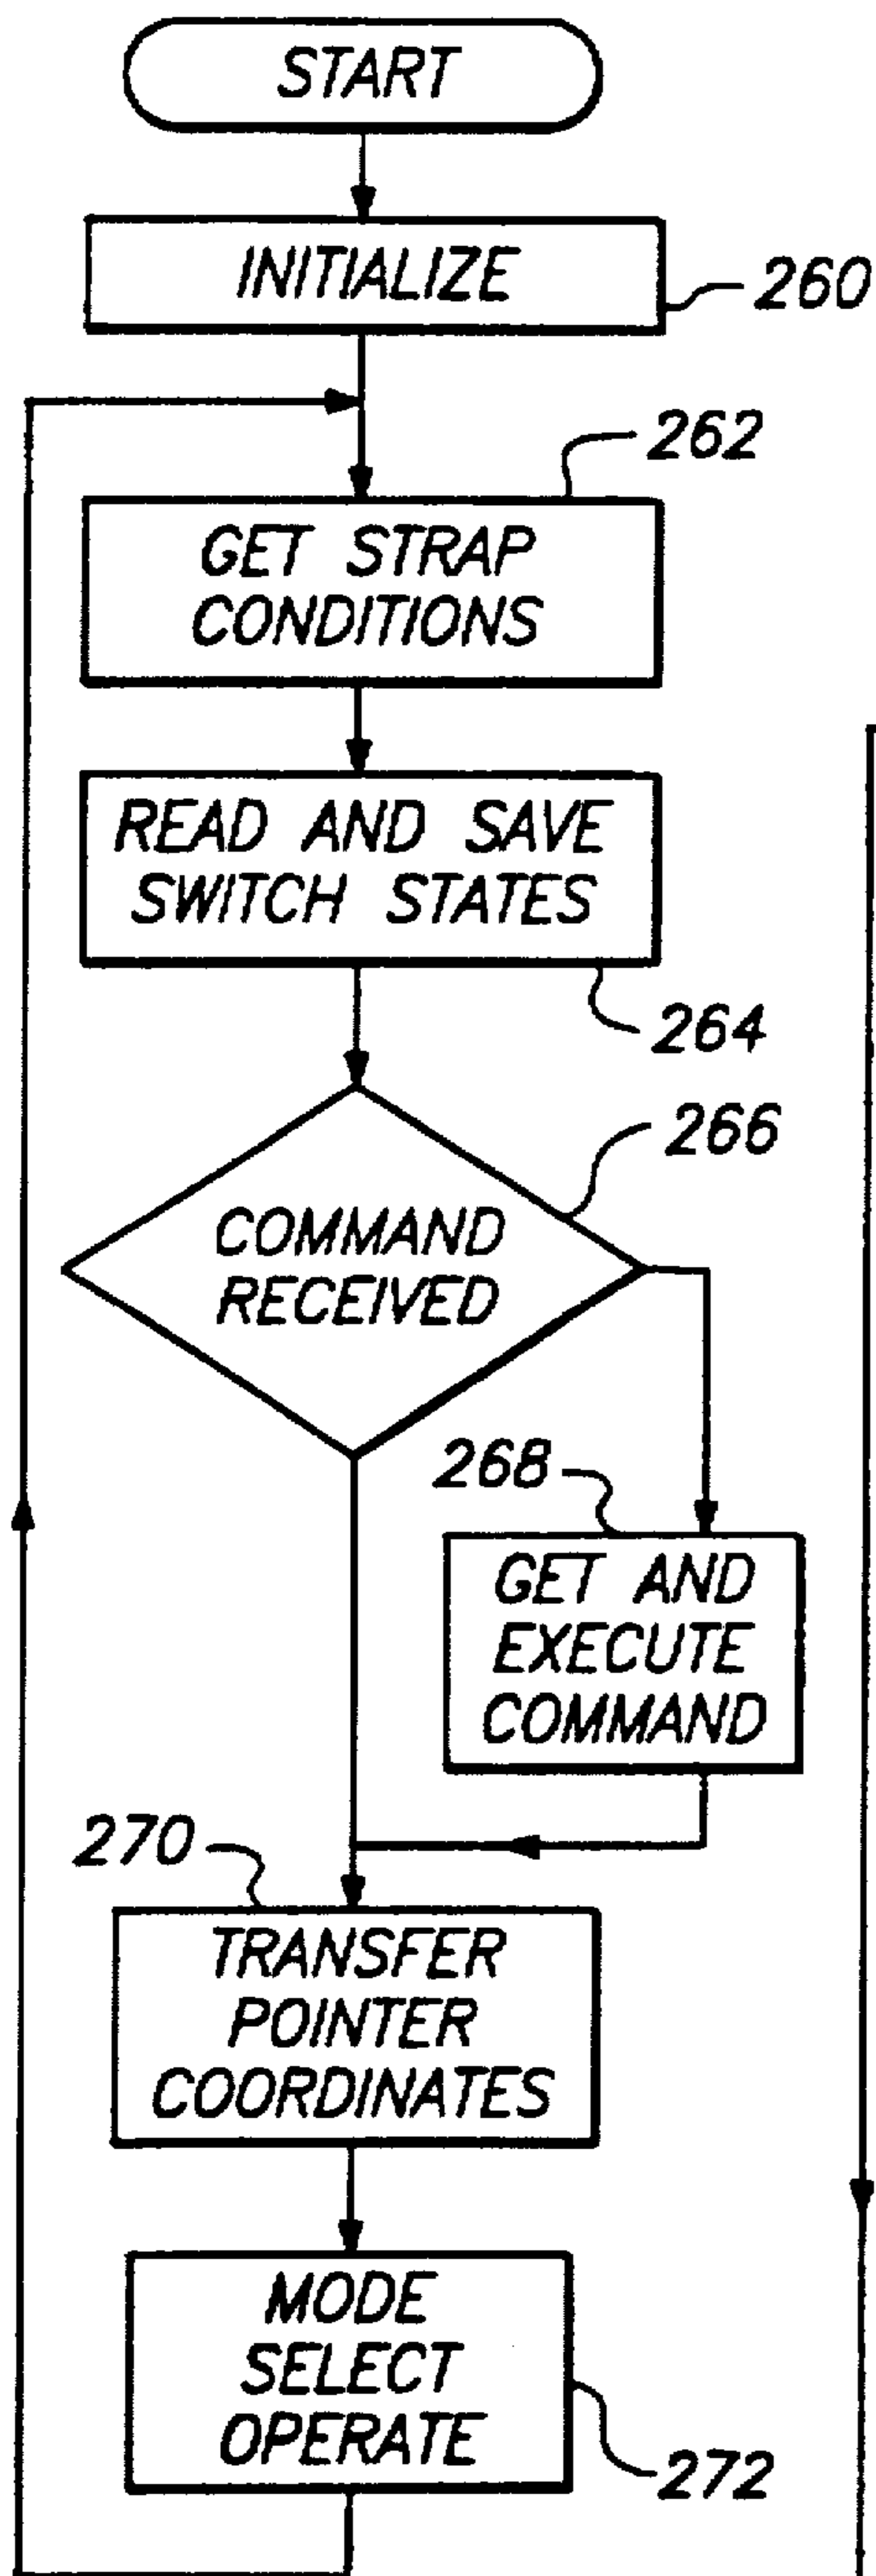 START
INITIALIZE
260
262
GET STRAP
CONDITIONS
READ AND SAVE
SWITCH STATES
264
266
COMMAND
RECEIVED
268
GET AND
EXECUTE
COMMAND
270
TRANSFER
POINTER
COORDINATES
MODE
SELECT
OPERATE
272